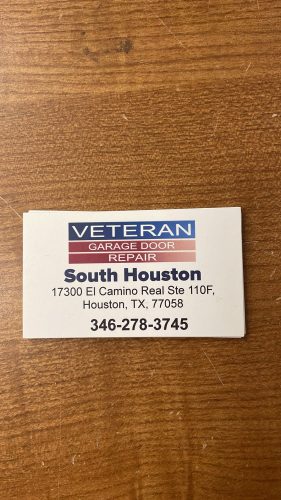 VETERAN
GARAGE DOOR
REPAIR
South Houston
17300 El Camino Real Ste 110F,
Houston, TX, 77058
346-278-3745